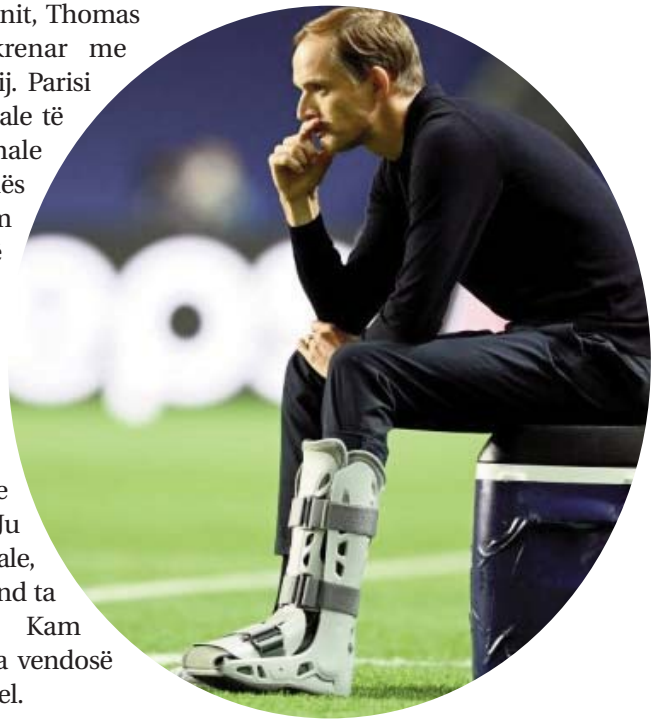 nit, Thomas
krenar me
ij. Parisi
ale të
nale
ës
e
Ju
ale,
nd ta
Kam
a vendosë
el.